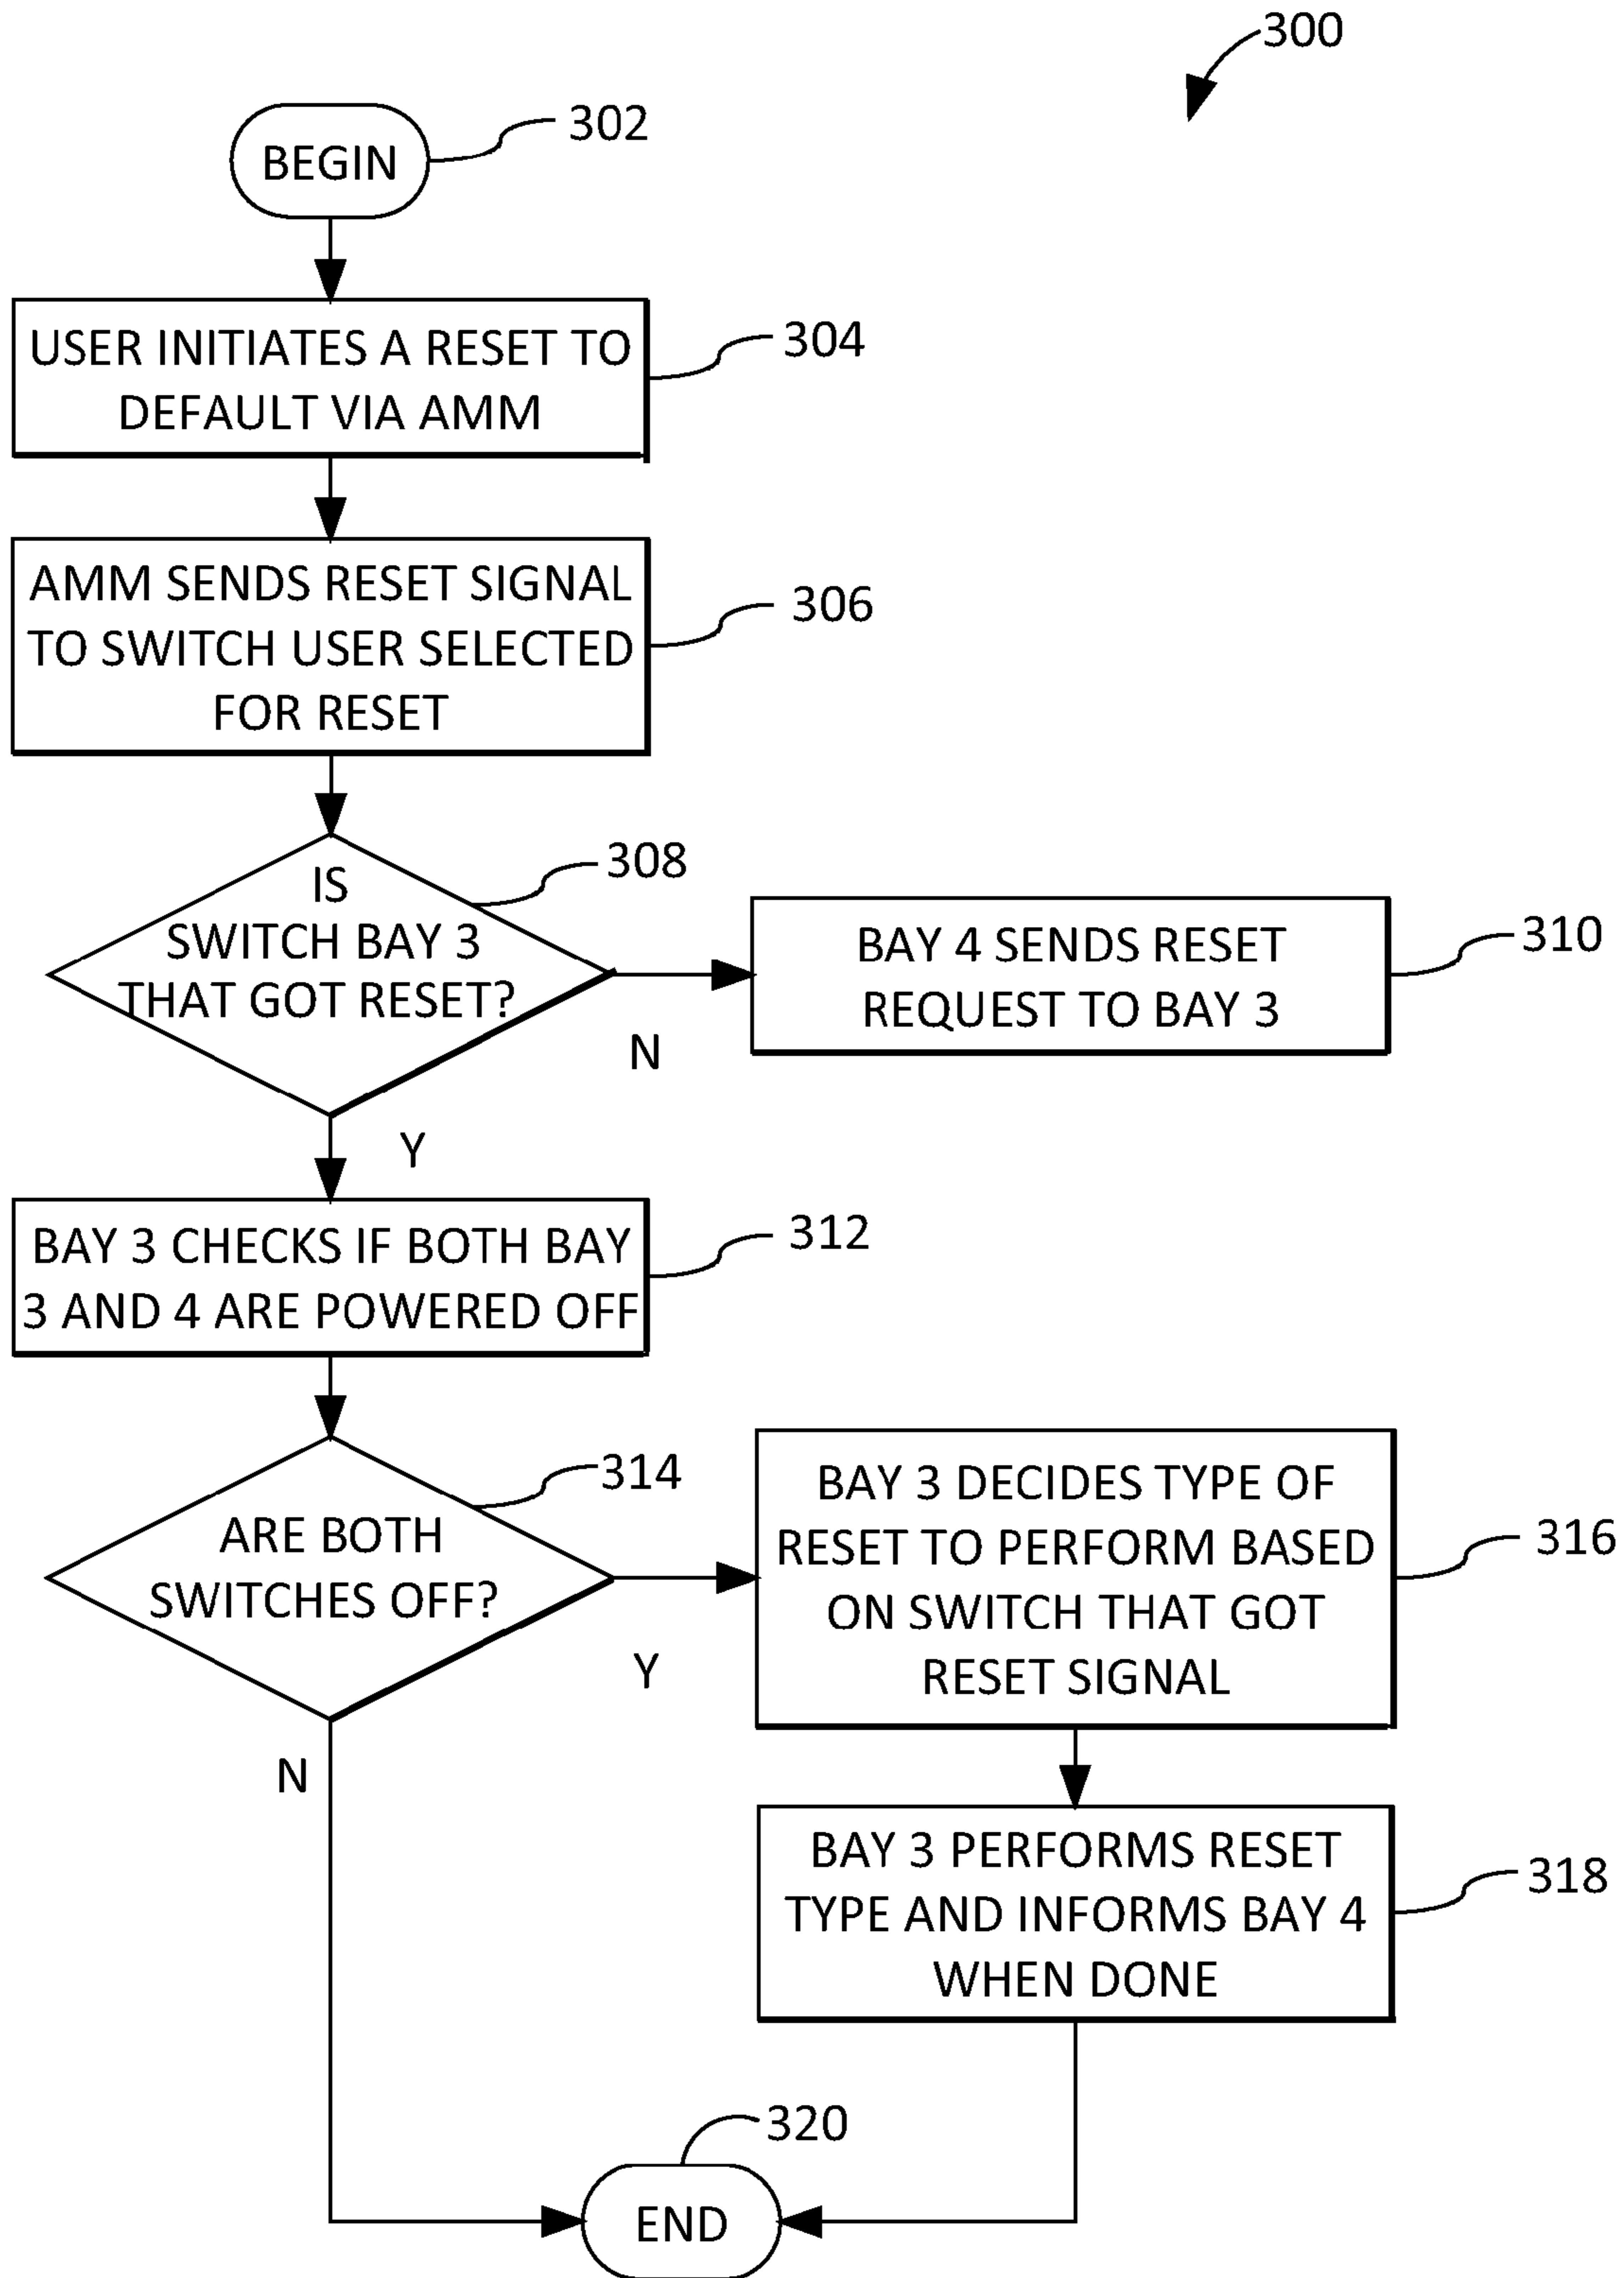 300
BEGIN
302
USER INITIATES A RESET TO
DEFAULT VIA AMM
304
AMM SENDS RESET SIGNAL
TO SWITCH USER SELECTED
FOR RESET
306
IS
SWITCH BAY 3
THAT GOT RESET?
308
N
BAY 4 SENDS RESET
REQUEST TO BAY 3
310
Y
BAY 3 CHECKS IF BOTH BAY
3 AND 4 ARE POWERED OFF
312
ARE BOTH
SWITCHES OFF?
314
Y
BAY 3 DECIDES TYPE OF
RESET TO PERFORM BASED
ON SWITCH THAT GOT
RESET SIGNAL
316
N
BAY 3 PERFORMS RESET
TYPE AND INFORMS BAY 4
WHEN DONE
318
320
END